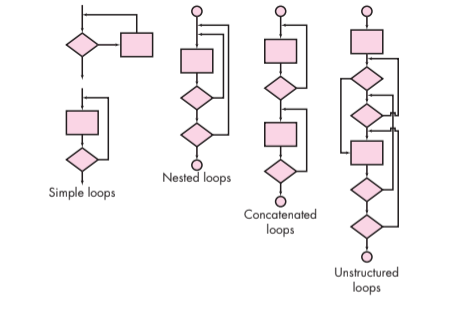 Simple loops
Nested loops
Concatenated
loops
Unstructured
loops